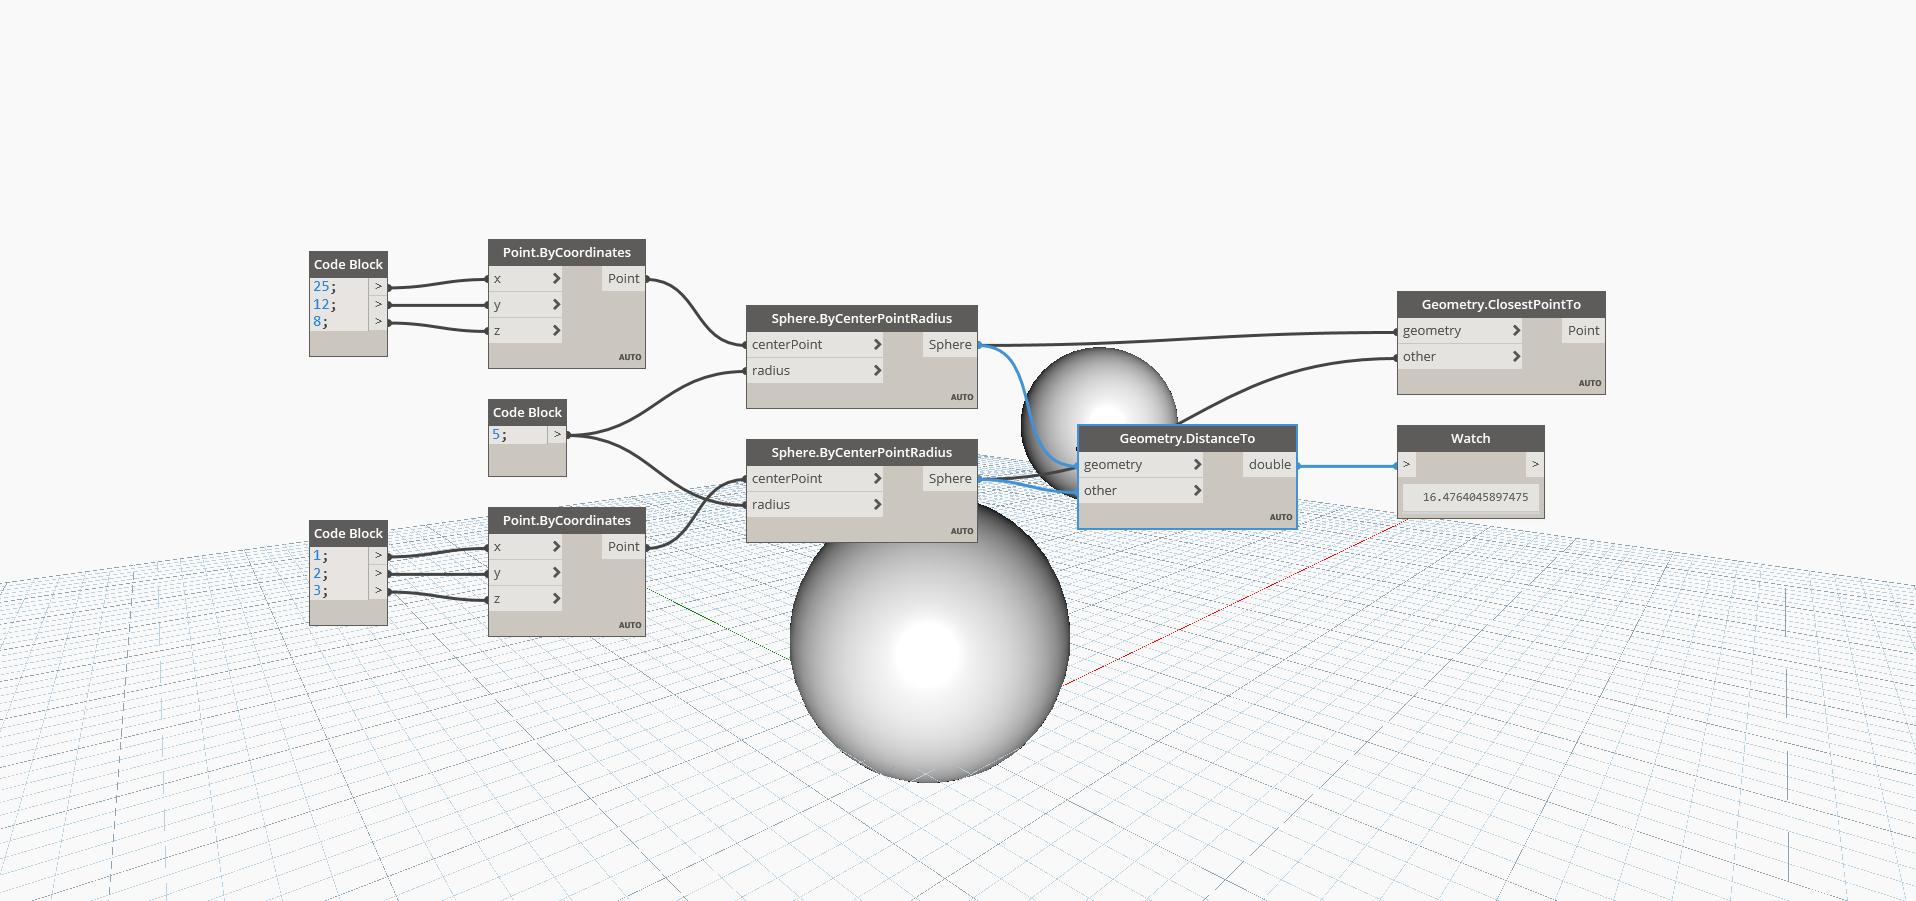 Code Block
25; >
12; >
8; >
Point.ByCoordinates
x > Point
y >
z >
AUTO
Code Block
5; >
Code Block
1; >
2; >
3; >
Point.ByCoordinates
x > Point
y >
z >
AUTO
Sphere.ByCenterPointRadius
centerPoint > Sphere
radius >
AUTO
Sphere.ByCenterPointRadius
centerPoint > Sphere
radius >
AUTO
Geometry.DistanceTo
geometry > double
other >
AUTO
Geometry.ClosestPointTo
geometry > Point
other >
AUTO
Watch
> >
16.4764045897475